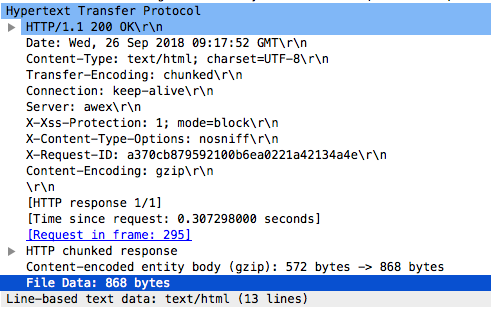 Hypertext Transfer Protocol
HTTP/1.1 200 OK\r\n
Date: Wed, 26 Sep 2018 09:17:52 GMT\r\n
Content-Type: text/html; charset=UTF-8\r\n
Transfer-Encoding: chunked\r\n
Connection: keep-alive\r\n
Server: awex\r\n
X-Xss-Protection: 1; mode=block\r\n
X-Content-Type-Options: nosniff\r\n
X-Request-ID: a370cb879592100b6ea0221a42134a4e\r\n
Content-Encoding: gzip\r\n
\r\n
[HTTP response 1/1]
[Time since request: 0.307298000 seconds]
[Request in frame: 295]
HTTP chunked response
Content-encoded entity body (gzip): 572 bytes -> 868 bytes
File Data: 868 bytes
Line-based text data: text/html (13 lines)